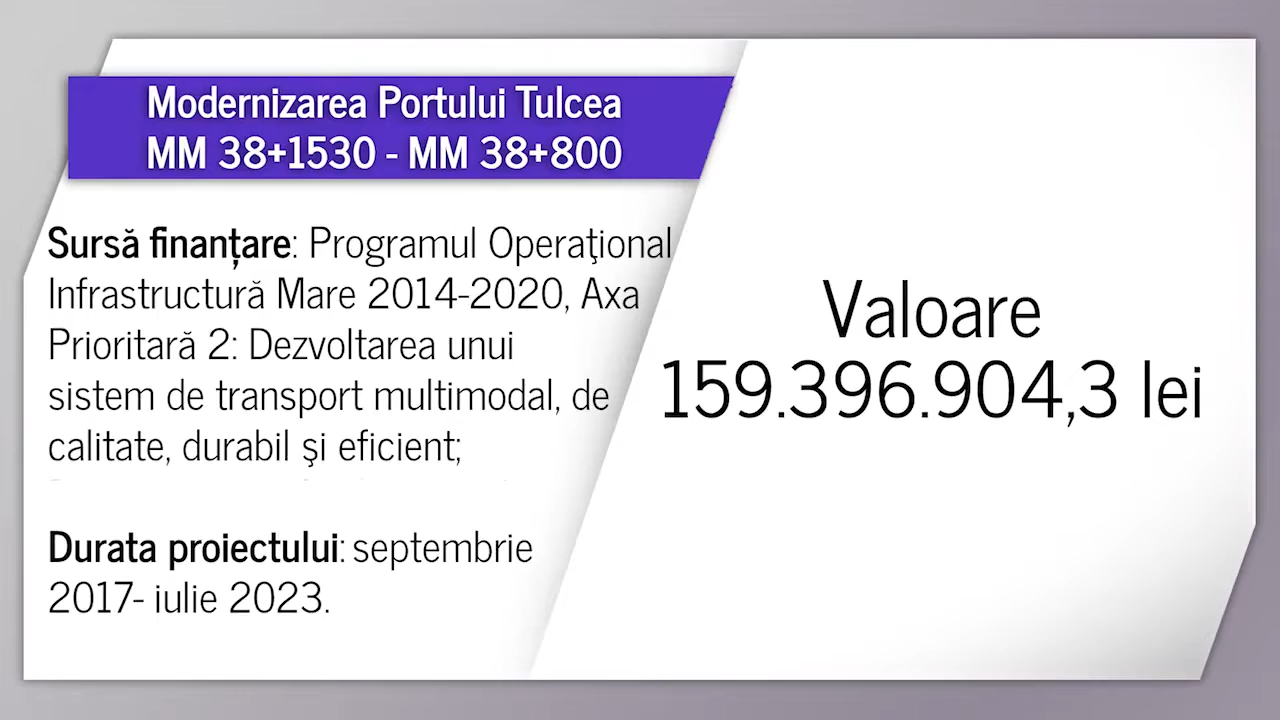 Modernizarea Portului Tulcea
MM 38+1530 - MM 38+800
Sursă finanțare: Programul Operaţional
Infrastructură Mare 2014-2020, Axa
Prioritară 2: Dezvoltarea unui
sistem de transport multimodal, de
calitate, durabil şi eficient;
Durata proiectului: septembrie
2017- iulie 2023.
Valoare
159.396.904,3 lei